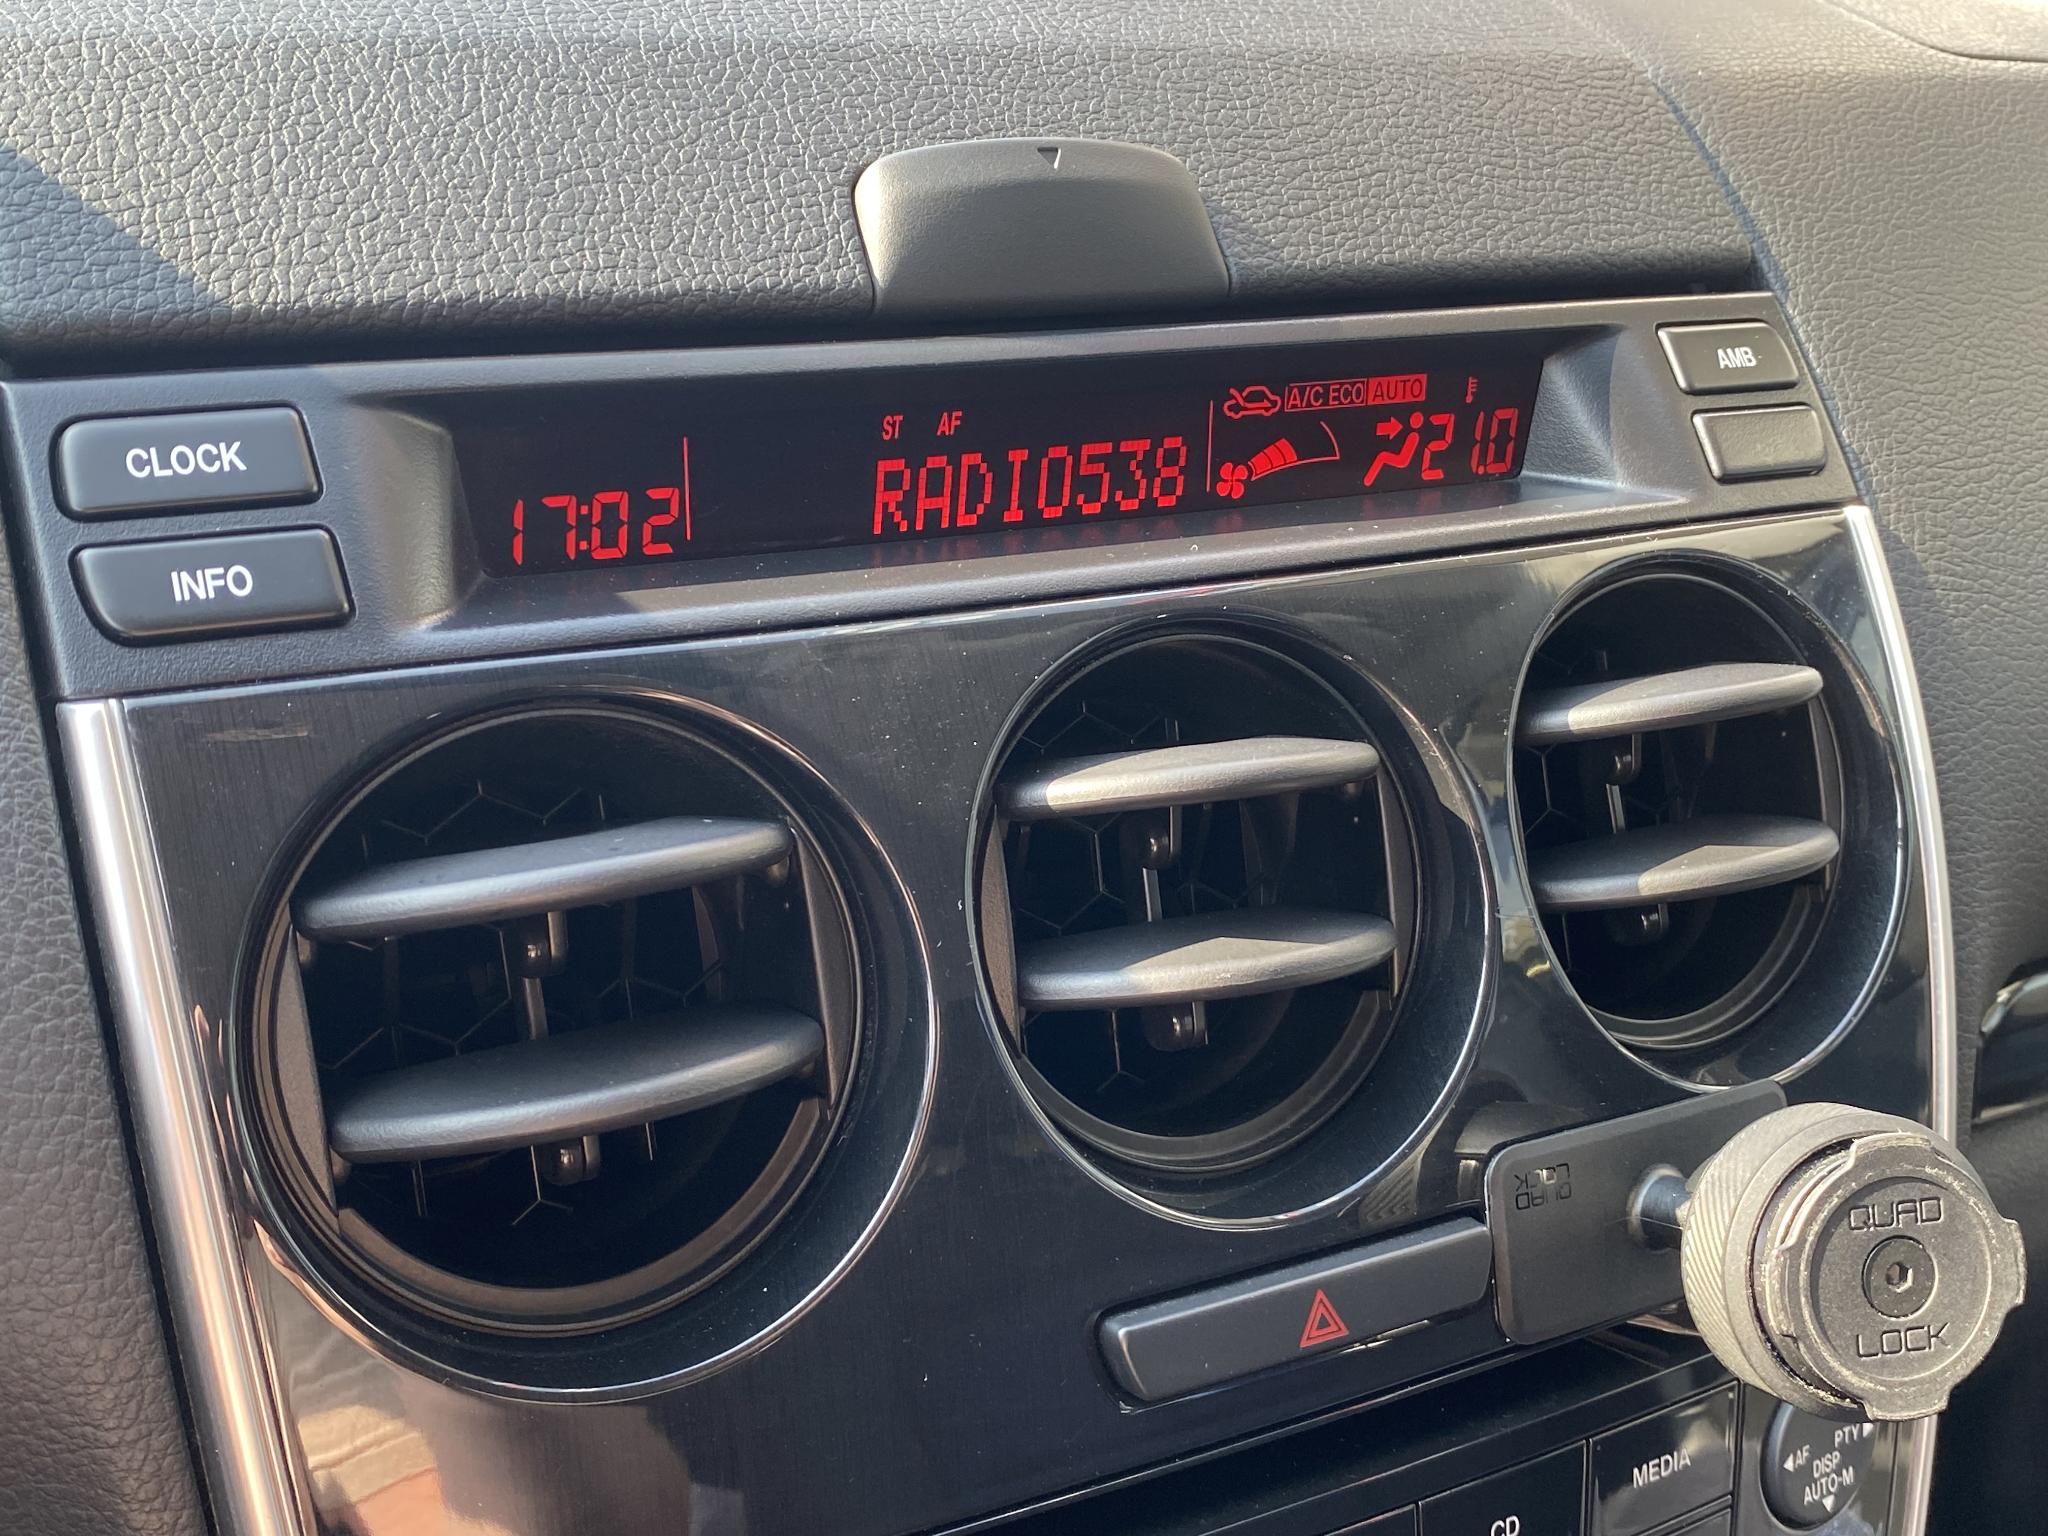 AMB
CLOCK
INFO
ST AF
A/C ECO AUTO
17:02
RADIO538
21.0
QUAD
LOCK
QUAD
LOCK
MEDIA
CD
AF
PTY
DISP
AUTO-M